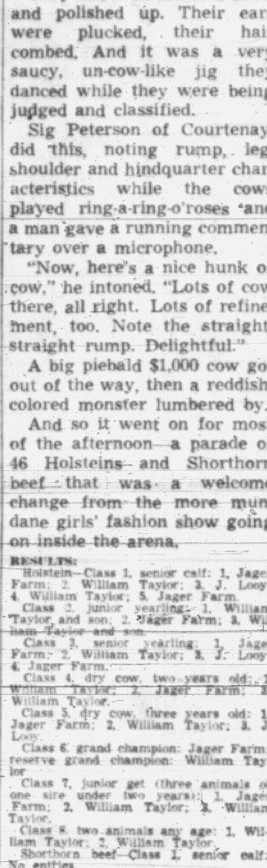 and polished up. Their ear
were plucked, their hai
combed. And it was a ver
saucy, un-cow-like jig the
danced while they were being
judged and classified.
Sig Peterson of Courtenay
did this, noting rump, leg
shoulder and hindquarter char
acteristics while the cow
played ring-a-ring-o'roses and
a man gave a running commen
tary over a microphone.
"Now, here's a nice hunk o
cow," he intoned. "Lots of cow
there, all right. Lots of refine
ment, too. Note the straight
straight rump. Delightful."
A big piebald $1,000 cow go
out of the way, then a reddish
colored monster lumbered by.
And so it went on for mos
of the afternoon—a parade o
46 Holsteins and Shorthorn
beef that was a welcome
change from the more mun
dane girls' fashion show going
on inside the arena.
RESULTS:
Holstein—Class 1, senior calf: 1, Jage
Farm; 2, William Taylor; 3, J. Looy
4, William Taylor; 5, Jager Farm.
Class 2, junior yearling: 1, William
Taylor and son; 2, Jager Farm; 3, Wil
liam Taylor and son.
Class 3, senior yearling: 1, Jage
Farm; 2, William Taylor; 3, J. Looy
4, Jager Farm.
Class 4, dry cow, two years old: 1
William Taylor; 2, Jager Farm; 3
William Taylor.
Class 5, dry cow, three years old: 1
Jager Farm; 2, William Taylor; 3, J
Looy.
Class 6, grand champion: Jager Farm
reserve grand champion: William Tay
lor
Class 7, junior get (three animals o
one sire under two years): 1, Jage
Farm; 2, William Taylor; 3, William
Taylor.
Class 8, two animals any age: 1, Wil
liam Taylor; 2, William Taylor.
Shorthorn beef—Class 1, senior calf:
No entries